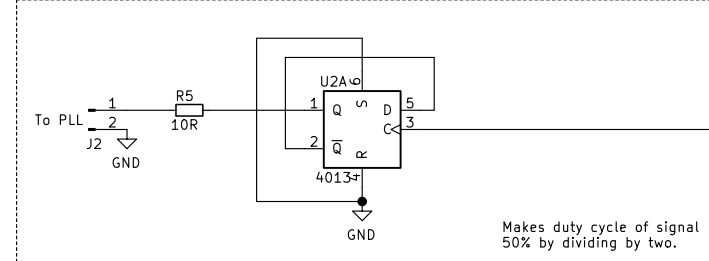 U2A
6
R5
1
1
Q
S
D
5
To PLL
2
10R
C
3
J2
2
Q
R
GND
4013
4
GND
Makes duty cycle of signal
50% by dividing by two.